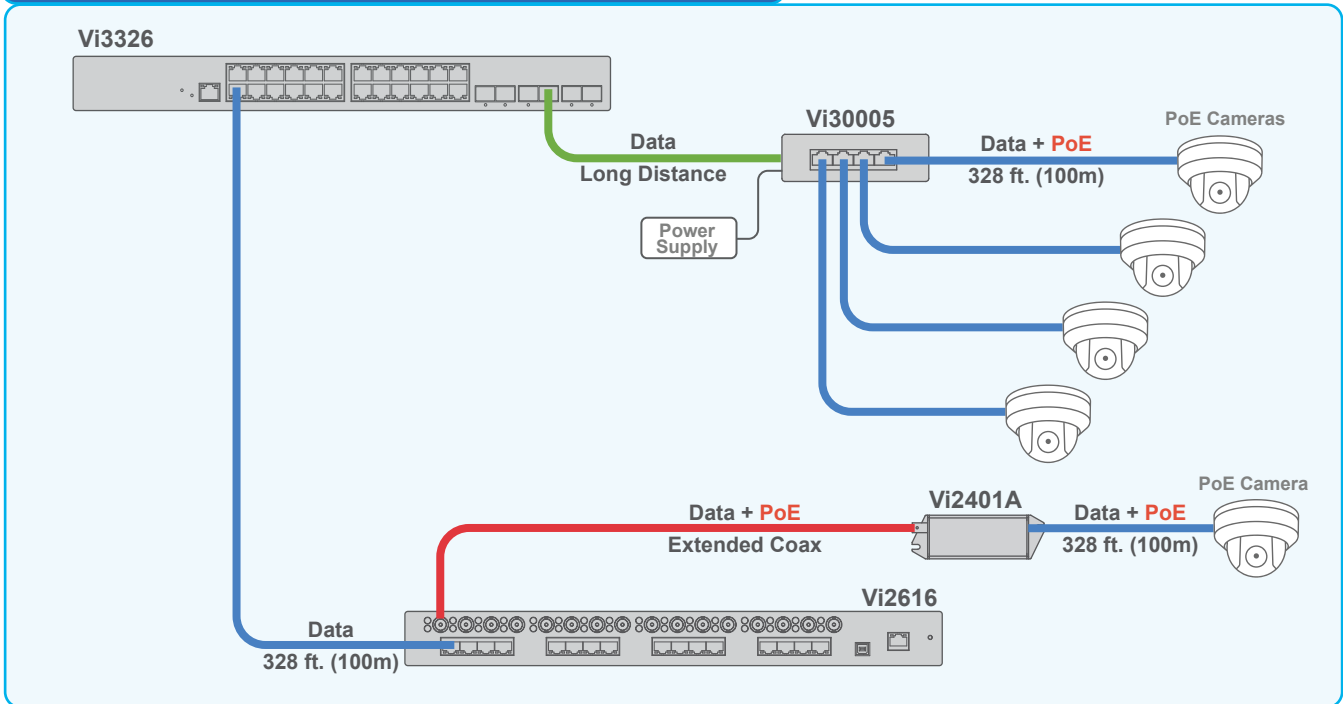 Vi3326
Vi30005
PoE Cameras
Data
Long Distance
Data + PoE
328 ft. (100m)
Power
Supply
PoE Camera
Vi2401A
Data + PoE
Extended Coax
Data + PoE
328 ft. (100m)
Vi2616
Data
328 ft. (100m)